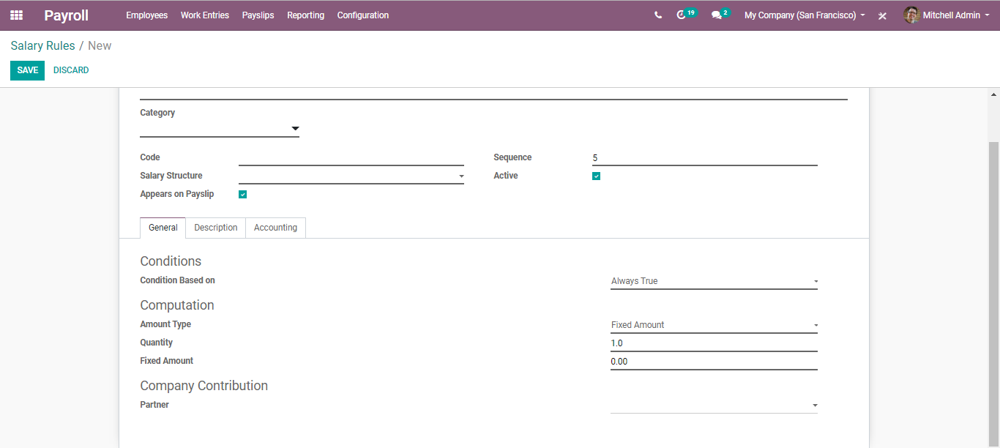 Payroll Employees Work Entries Payslips Reporting Configuration 19 2 My Company (San Francisco) Mitchell Admin
Salary Rules / New
SAVE DISCARD
Category
Code Sequence 5
Salary Structure Active
Appears on Payslip
General Description Accounting
Conditions
Condition Based on Always True
Computation
Amount Type Fixed Amount
Quantity 1.0
Fixed Amount 0.00
Company Contribution
Partner